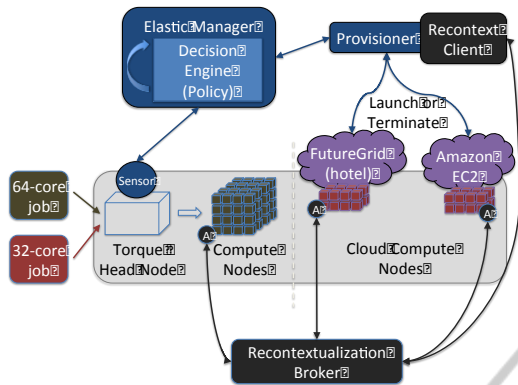 Elastic Manager
Decision
Engine
(Policy)
Provisioner
Recontext
Client
Launch or
Terminate
FutureGrid
(hotel)
Amazon
EC2
Sensor
64-core
job
32-core
job
A
A
A
Torque
Head Node
Compute
Nodes
Cloud Compute
Nodes
Recontextualization
Broker